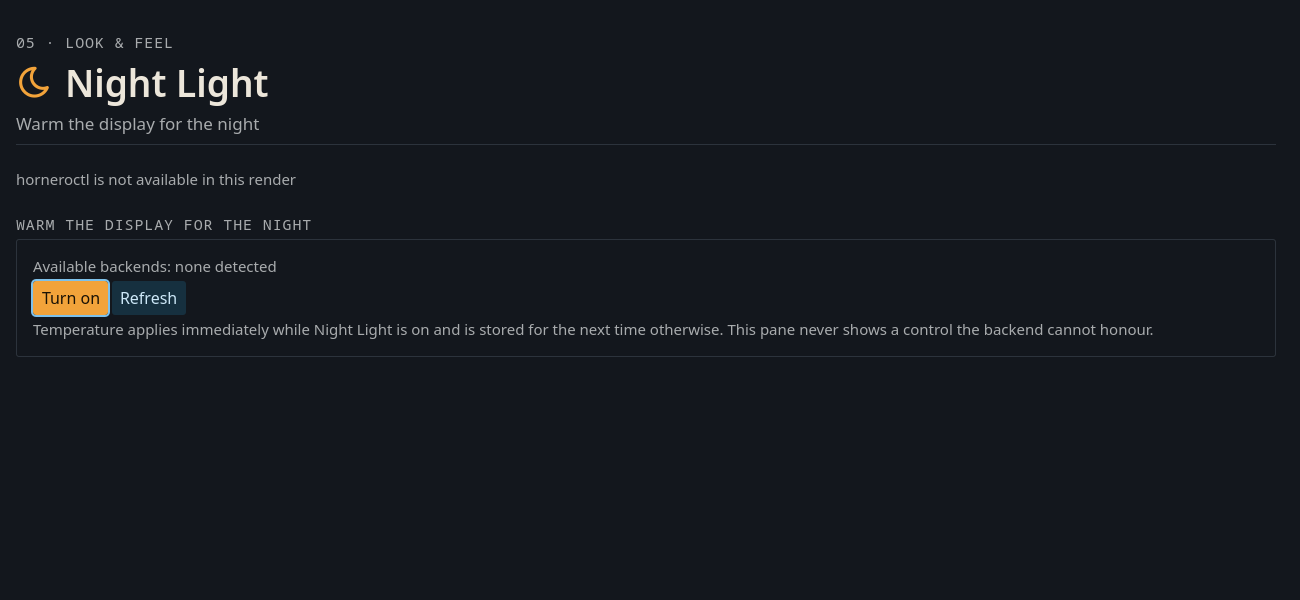 05 · LOOK & FEEL
Night Light
Warm the display for the night
horneroctl is not available in this render
WARM THE DISPLAY FOR THE NIGHT
Available backends: none detected
Turn on Refresh
Temperature applies immediately while Night Light is on and is stored for the next time otherwise. This pane never shows a control the backend cannot honour.